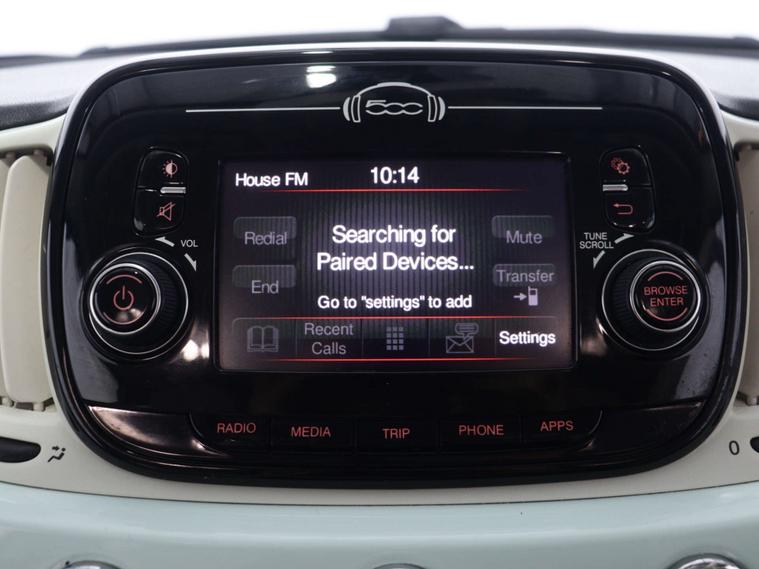 500
House FM 10:14
VOL
TUNE
SCROLL
Redial
Searching for
Paired Devices...
Mute
End
Transfer
Go to "settings" to add
BROWSE
ENTER
Recent
Calls
Settings
RADIO MEDIA TRIP PHONE APPS
0